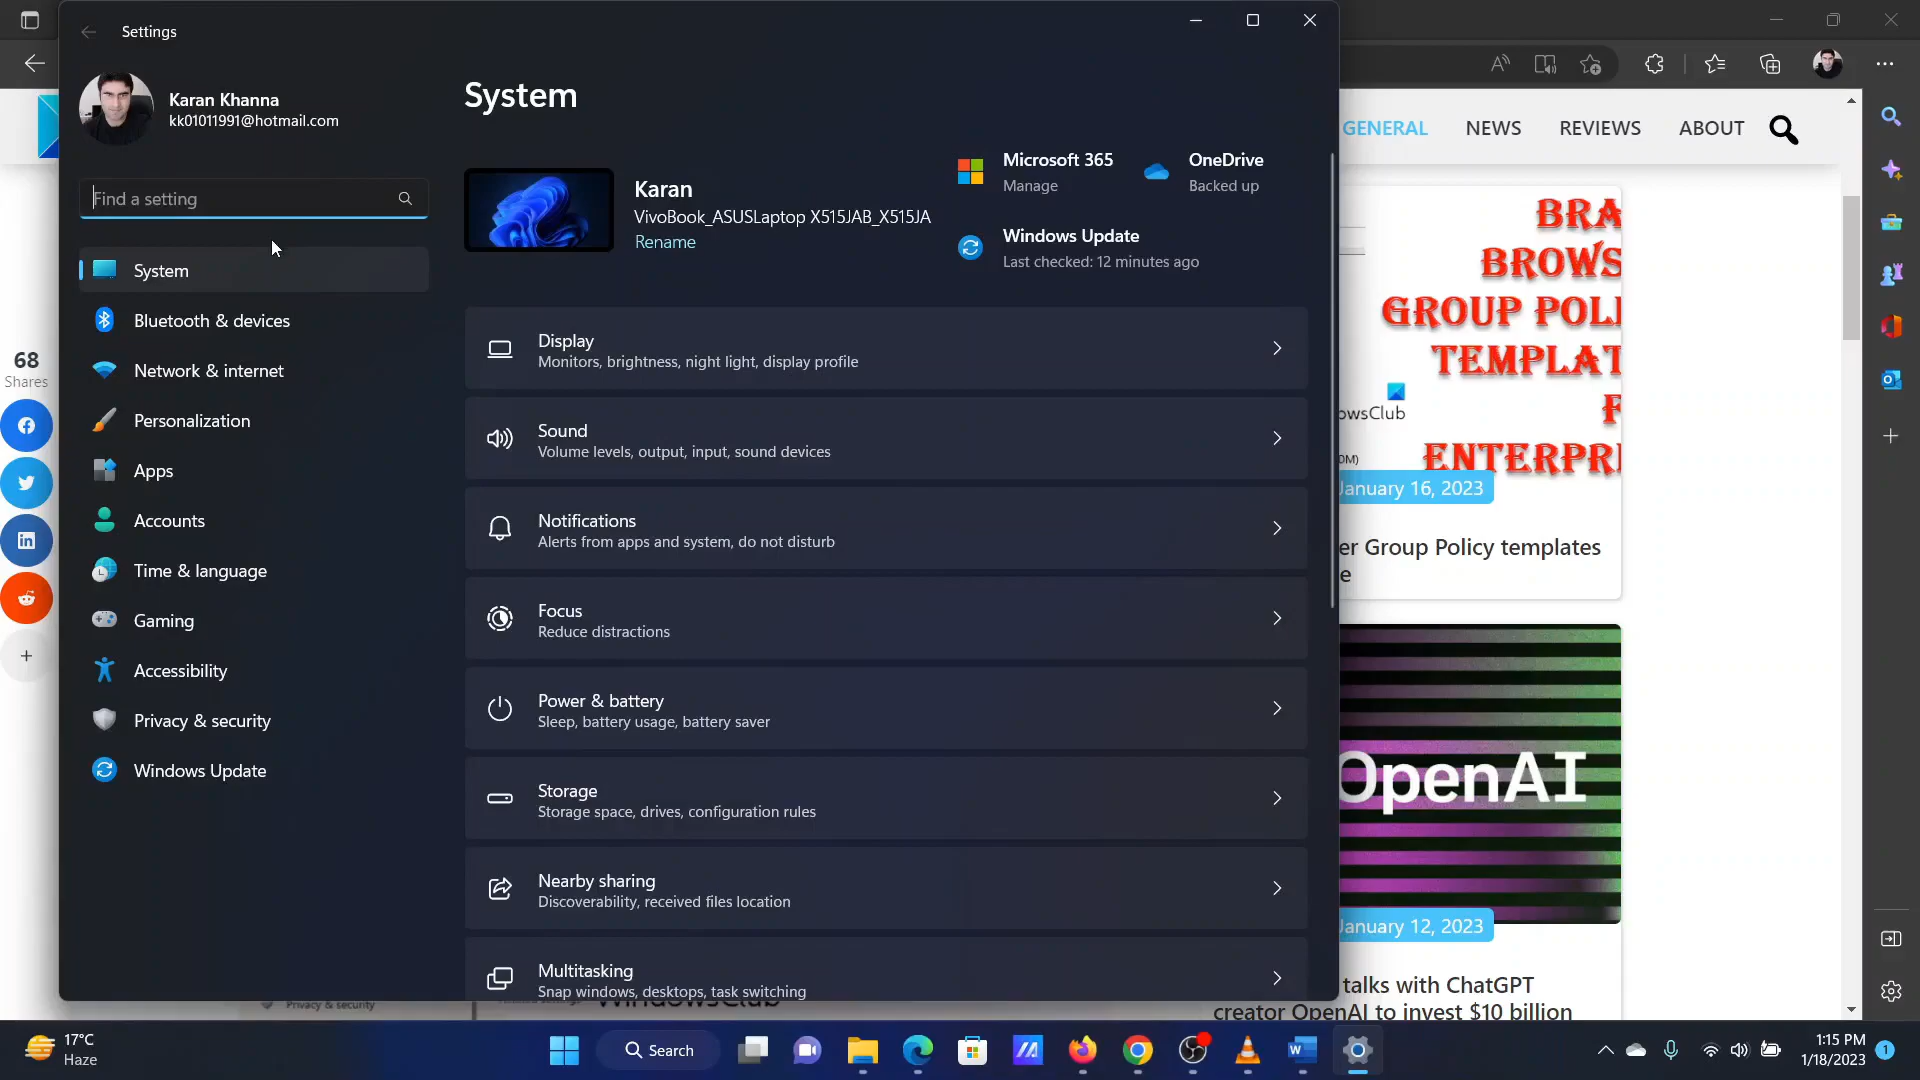 Settings
Karan Khanna
kk01011991@hotmail.com
Find a setting
System
Bluetooth & devices
Network & internet
Personalization
Apps
Accounts
Time & language
Gaming
Accessibility
Privacy & security
Windows Update
System
Karan
VivoBook_ASUSLaptop X515JAB_X515JA
Rename
Microsoft 365
Manage
OneDrive
Backed up
Windows Update
Last checked: 12 minutes ago
Display
Monitors, brightness, night light, display profile
Sound
Volume levels, output, input, sound devices
Notifications
Alerts from apps and system, do not disturb
Focus
Reduce distractions
Power & battery
Sleep, battery usage, battery saver
Storage
Storage space, drives, configuration rules
Nearby sharing
Discoverability, received files location
Multitasking
Snap windows, desktops, task switching
68
Shares
GENERAL
NEWS
REVIEWS
ABOUT
BRA
BROWS
GROUP POLI
TEMPLAT
F
ENTERPRI
owsClub
OM)
January 16, 2023
er Group Policy templates
e
OpenAI
January 12, 2023
talks with ChatGPT
creator OpenAI to invest $10 billion
Privacy & security
WindowsClub
17°C
Haze
Search
1:15 PM
1/18/2023
1